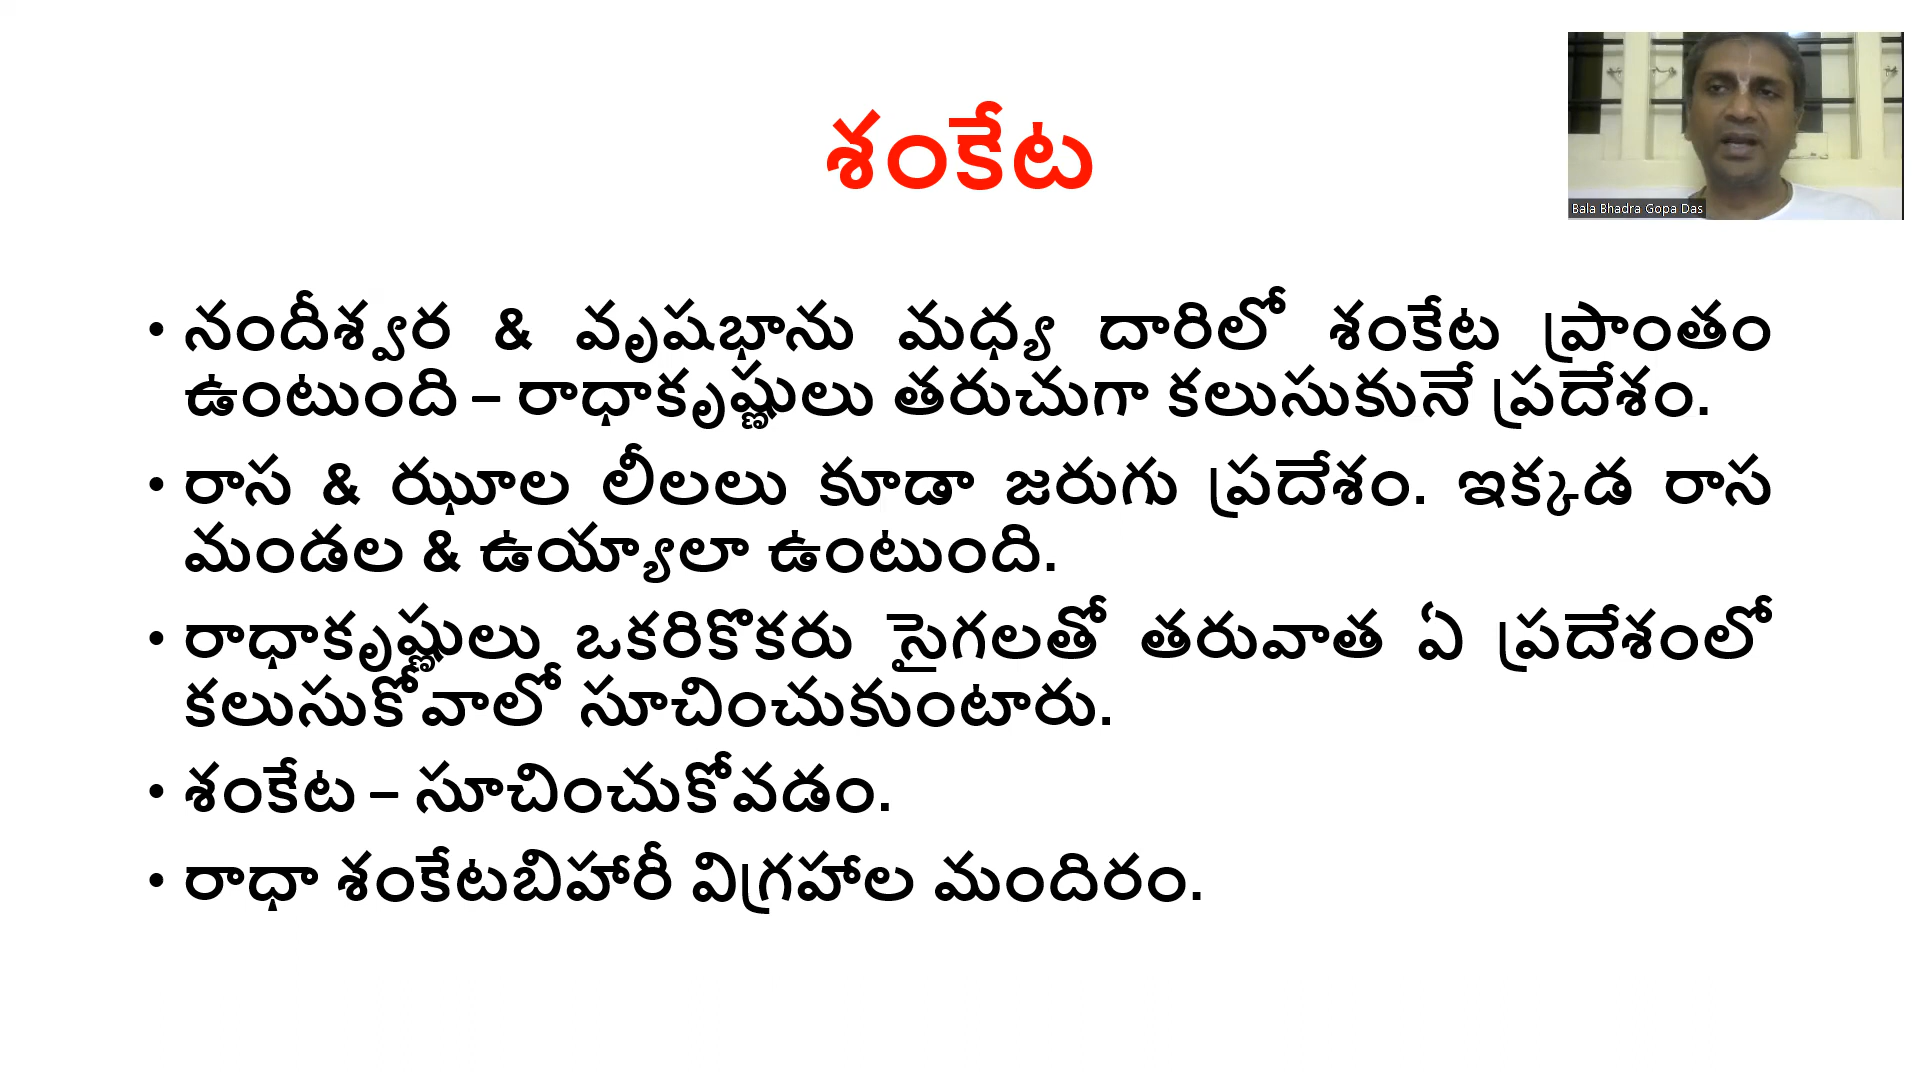 శంకేట
Bala Bhadra Gopa Das
• నందీశ్వర & వృషభాను మధ్య దారిలో శంకేట ప్రాంతం
ఉంటుంది – రాధాకృష్ణులు తరుచుగా కలుసుకునే ప్రదేశం.
• రాస & ఝూల లీలలు కూడా జరుగు ప్రదేశం. ఇక్కడ రాస
మండల & ఉయ్యాలా ఉంటుంది.
• రాధాకృష్ణులు ఒకరికొకరు సైగలతో తరువాత ఏ ప్రదేశంలో
కలుసుకోవాలో సూచించుకుంటారు.
• శంకేట – సూచించుకోవడం.
• రాధా శంకేటబిహారీ విగ్రహాల మందిరం.